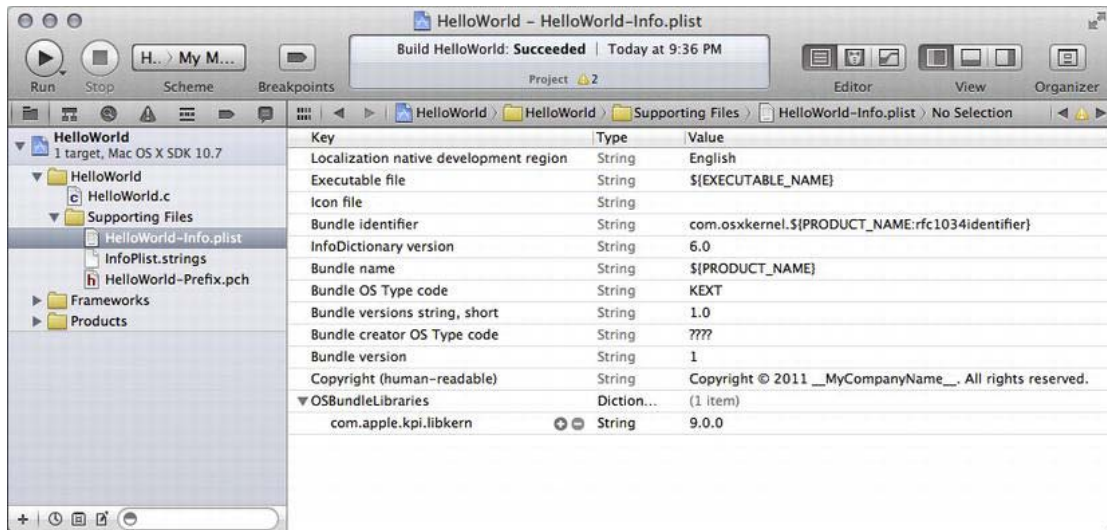 HelloWorld – HelloWorld-Info.plist
H.. My M...
Build HelloWorld: Succeeded | Today at 9:36 PM
Project 2
Run Stop Scheme Breakpoints Editor View Organizer
HelloWorld HelloWorld Supporting Files HelloWorld-Info.plist No Selection
HelloWorld
1 target, Mac OS X SDK 10.7
HelloWorld
c HelloWorld.c
Supporting Files
HelloWorld-Info.plist
InfoPlist.strings
h HelloWorld-Prefix.pch
Frameworks
Products
Key Type Value
Localization native development region String English
Executable file String ${EXECUTABLE_NAME}
Icon file String
Bundle identifier String com.osxkernel.${PRODUCT_NAME:rfc1034identifier}
InfoDictionary version String 6.0
Bundle name String ${PRODUCT_NAME}
Bundle OS Type code String KEXT
Bundle versions string, short String 1.0
Bundle creator OS Type code String ????
Bundle version String 1
Copyright (human-readable) String Copyright © 2011 __MyCompanyName__. All rights reserved.
OSBundleLibraries Diction... (1 item)
com.apple.kpi.libkern String 9.0.0